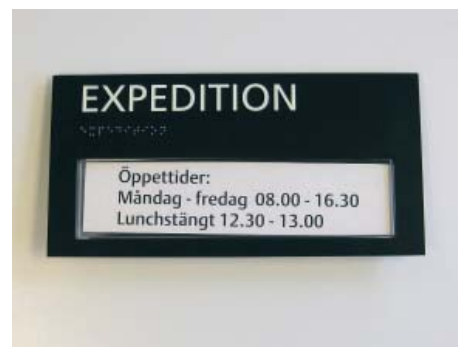 EXPEDITION
Öppettider:
Måndag - fredag 08.00 - 16.30
Lunchstängt 12.30 - 13.00